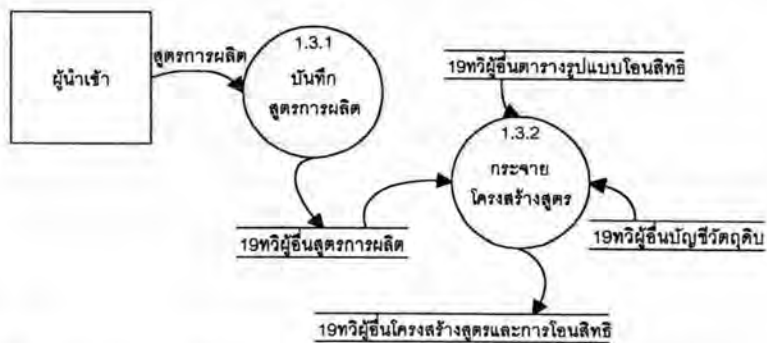 ผู้นำเข้า
สูตรการผลิต
1.3.1
บันทึก
สูตรการผลิต
19ทวิผู้อื่นตารางรูปแบบโอนสิทธิ
1.3.2
กระจาย
โครงสร้างสูตร
19ทวิผู้อื่นสูตรการผลิต
19ทวิผู้อื่นบัญชีวัตถุดิบ
19ทวิผู้อื่นโครงสร้างสูตรและการโอนสิทธิ